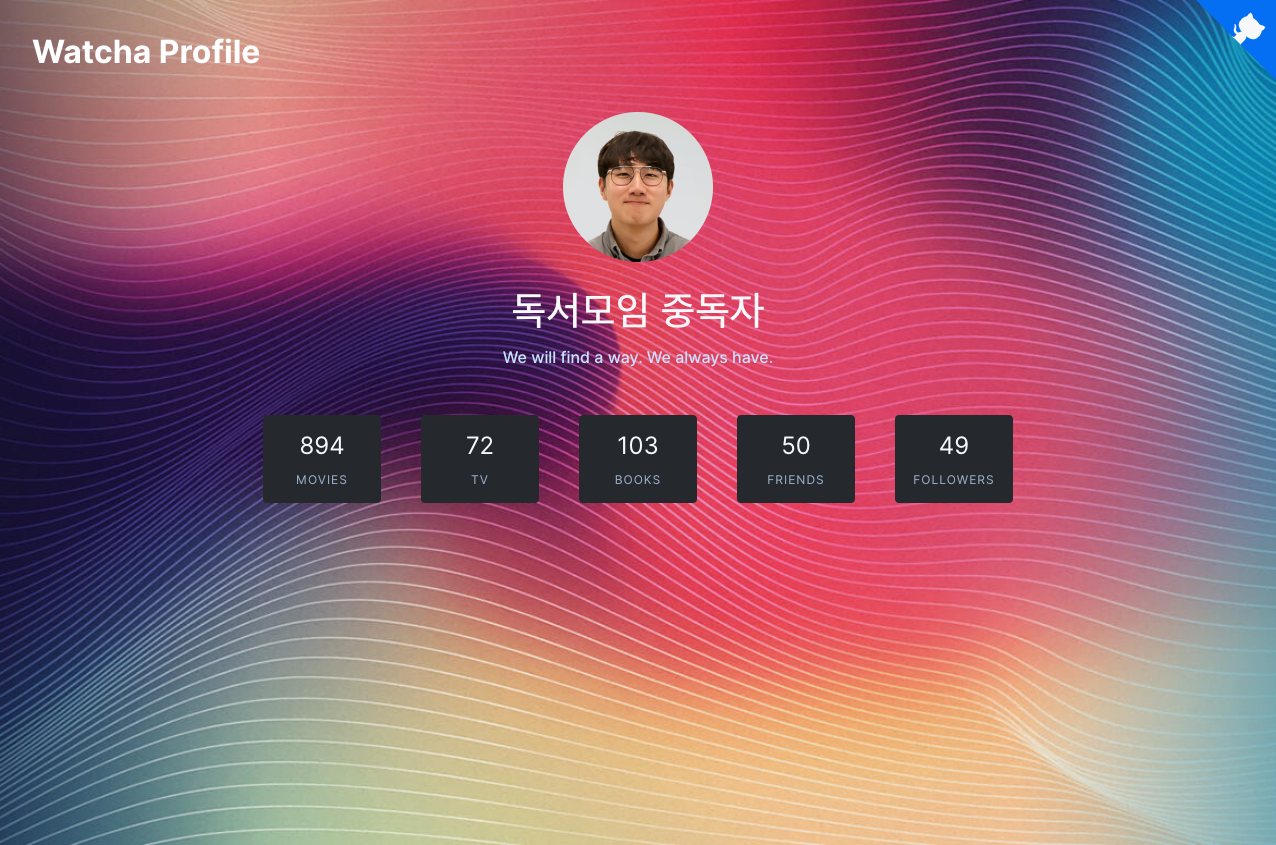 Watcha Profile
독서모임 중독자
We will find a way. We always have.
894
MOVIES
72
TV
103
BOOKS
50
FRIENDS
49
FOLLOWERS